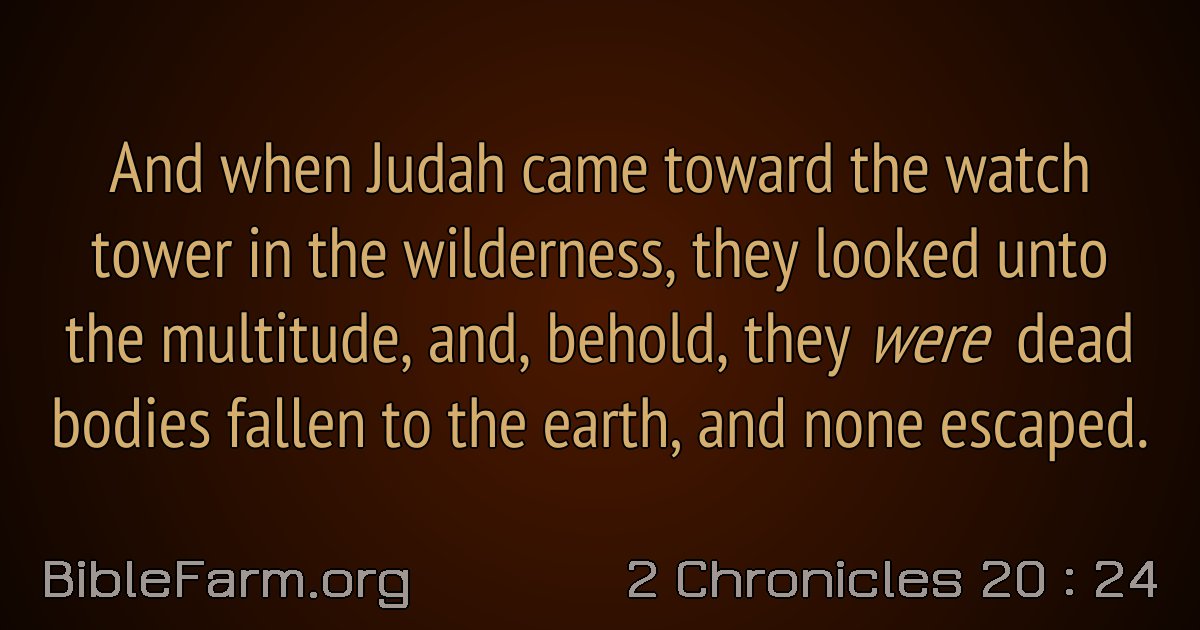 And when Judah came toward the watch
tower in the wilderness, they looked unto
the multitude, and, behold, they were dead
bodies fallen to the earth, and none escaped.
BibleFarm.org
2 Chronicles 20 : 24